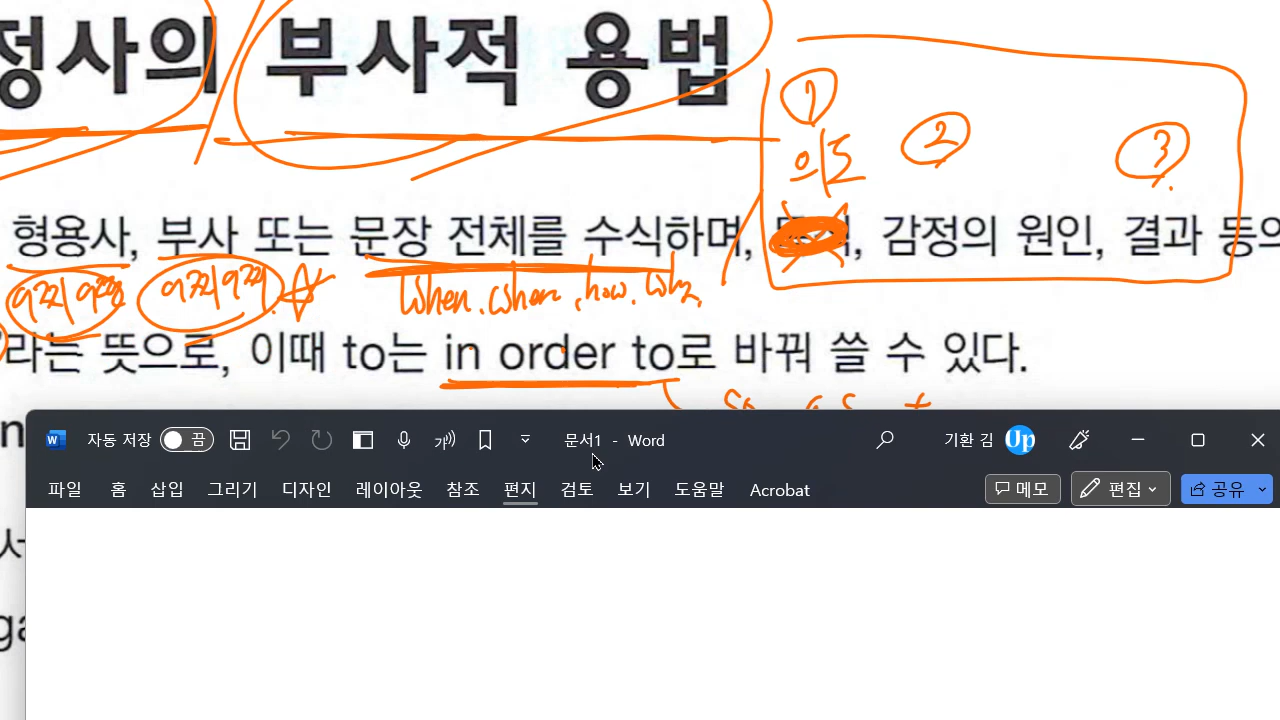 정사의 부사적 용법
① ② ③
의도
형용사, 부사 또는 문장 전체를 수식하며, 감정의 원인, 결과 등의
when. when, how. why.
라는 뜻으로, 이때 to는 in order to로 바꿔 쓸 수 있다.
자동 저장 끔 문서1 - Word 기환 김 Up
파일 홈 삽입 그리기 디자인 레이아웃 참조 편지 검토 보기 도움말 Acrobat 메모 편집 공유